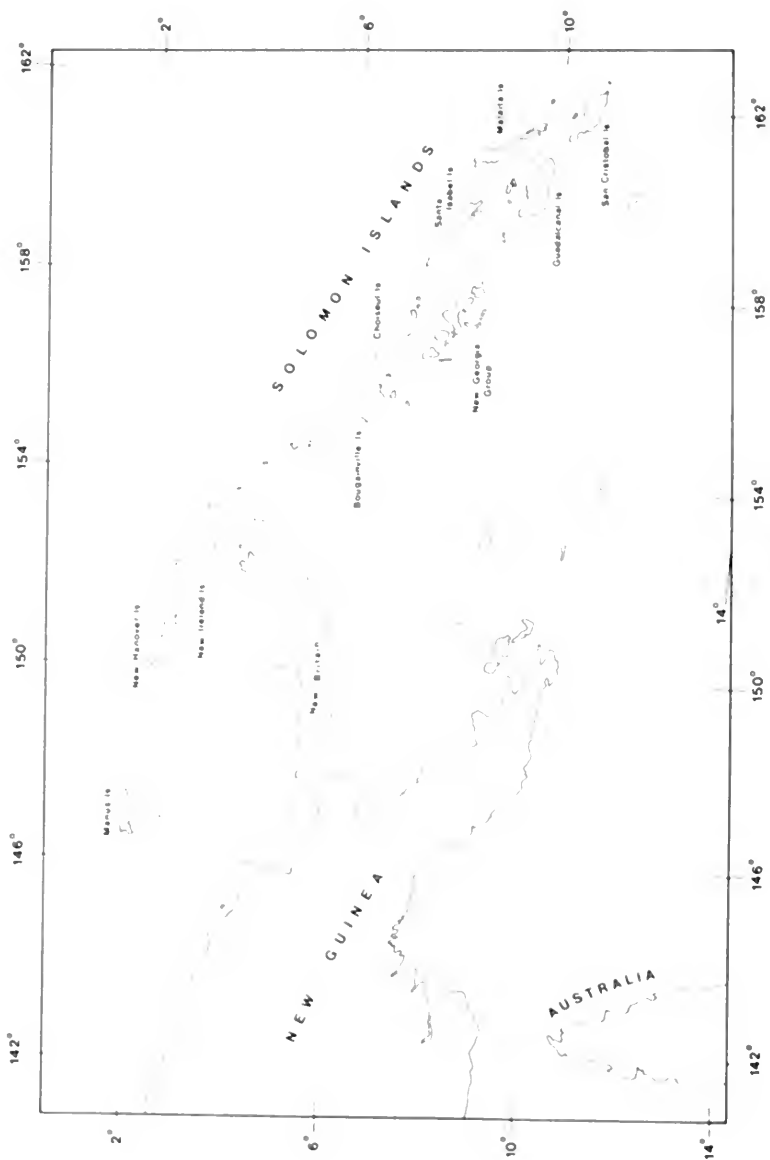 162°
158°
154°
150°
146°
142°
2°
6°
10°
2°
6°
10°
14°
14°
162°
158°
154°
150°
146°
142°
SOLOMON ISLANDS
NEW GUINEA
AUSTRALIA
Manus Is
New Hanover Is
New Ireland Is
New Britain
Bougainville Is
Choiseul Is
New Georgia
Group
Santa
Isabel Is
Malaita Is
Guadalcanal Is
San Cristobal Is